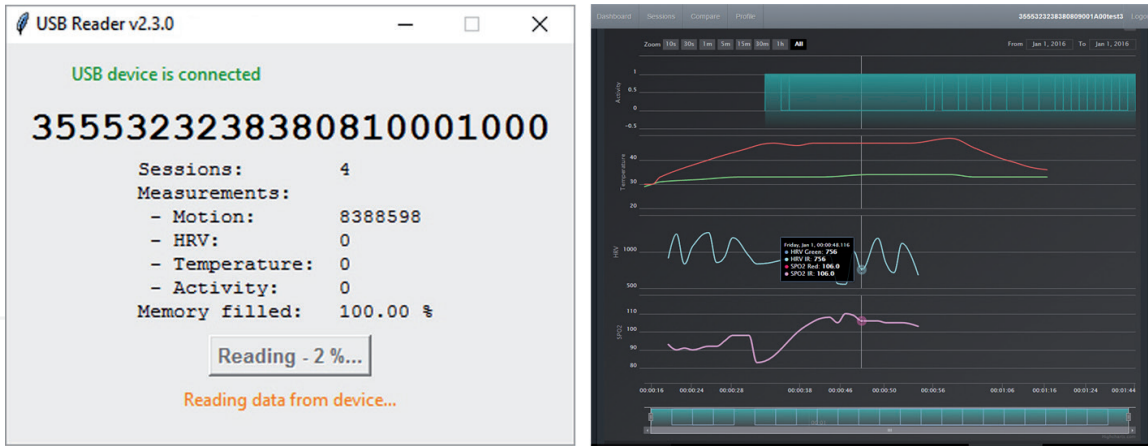 USB Reader v2.3.0
USB device is connected
35553232383808100010​00
Sessions: 4
Measurements:
- Motion: 8388598
- HRV: 0
- Temperature: 0
- Activity: 0
Memory filled: 100.00 %
Reading - 2 %...
Reading data from device...
Dashboard Sessions Compare Profile 3555323238380809001A00test3 Logo
Zoom 10s 30s 1m 5m 15m 30m 1h All From Jan 1, 2016 To Jan 1, 2016
Activity
1
0.5
0
-0.5
Temperature
40
30
20
HRV
1000
500
Friday, Jan 1, 00:00:48.116
HRV Green: 756
HRV IR: 756
SPO2 Red: 106.0
SPO2 IR: 106.0
SPO2
110
100
90
80
00:00:16 00:00:24 00:00:28 00:00:38 00:00:46 00:00:50 00:00:56 00:01:06 00:01:16 00:01:24 00:01:44